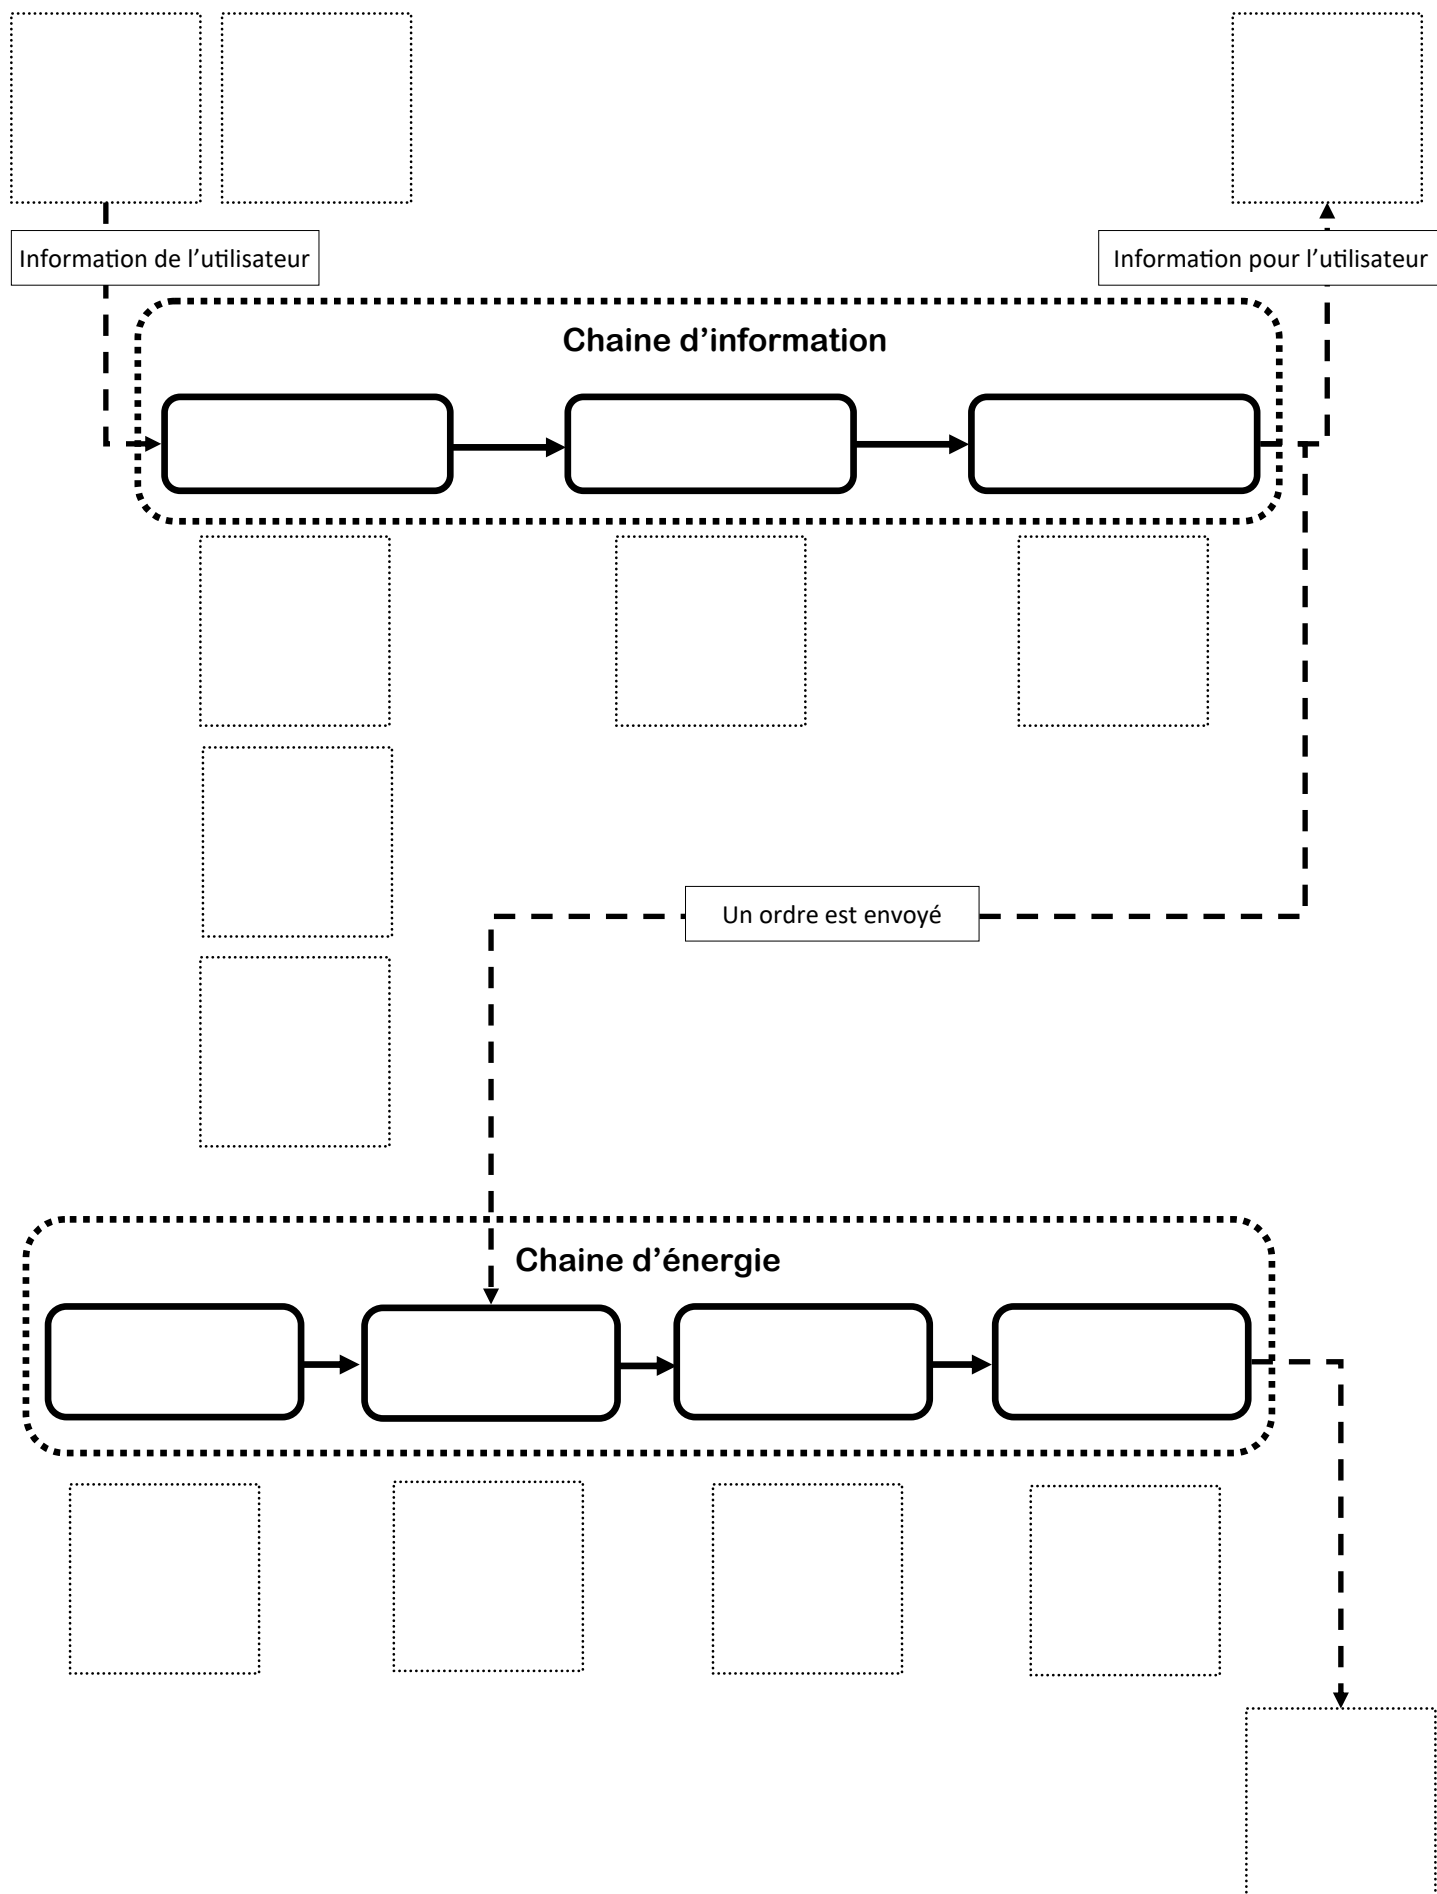 Information de l’utilisateur
Information pour l’utilisateur
Chaine d’information
Un ordre est envoyé
Chaine d’énergie